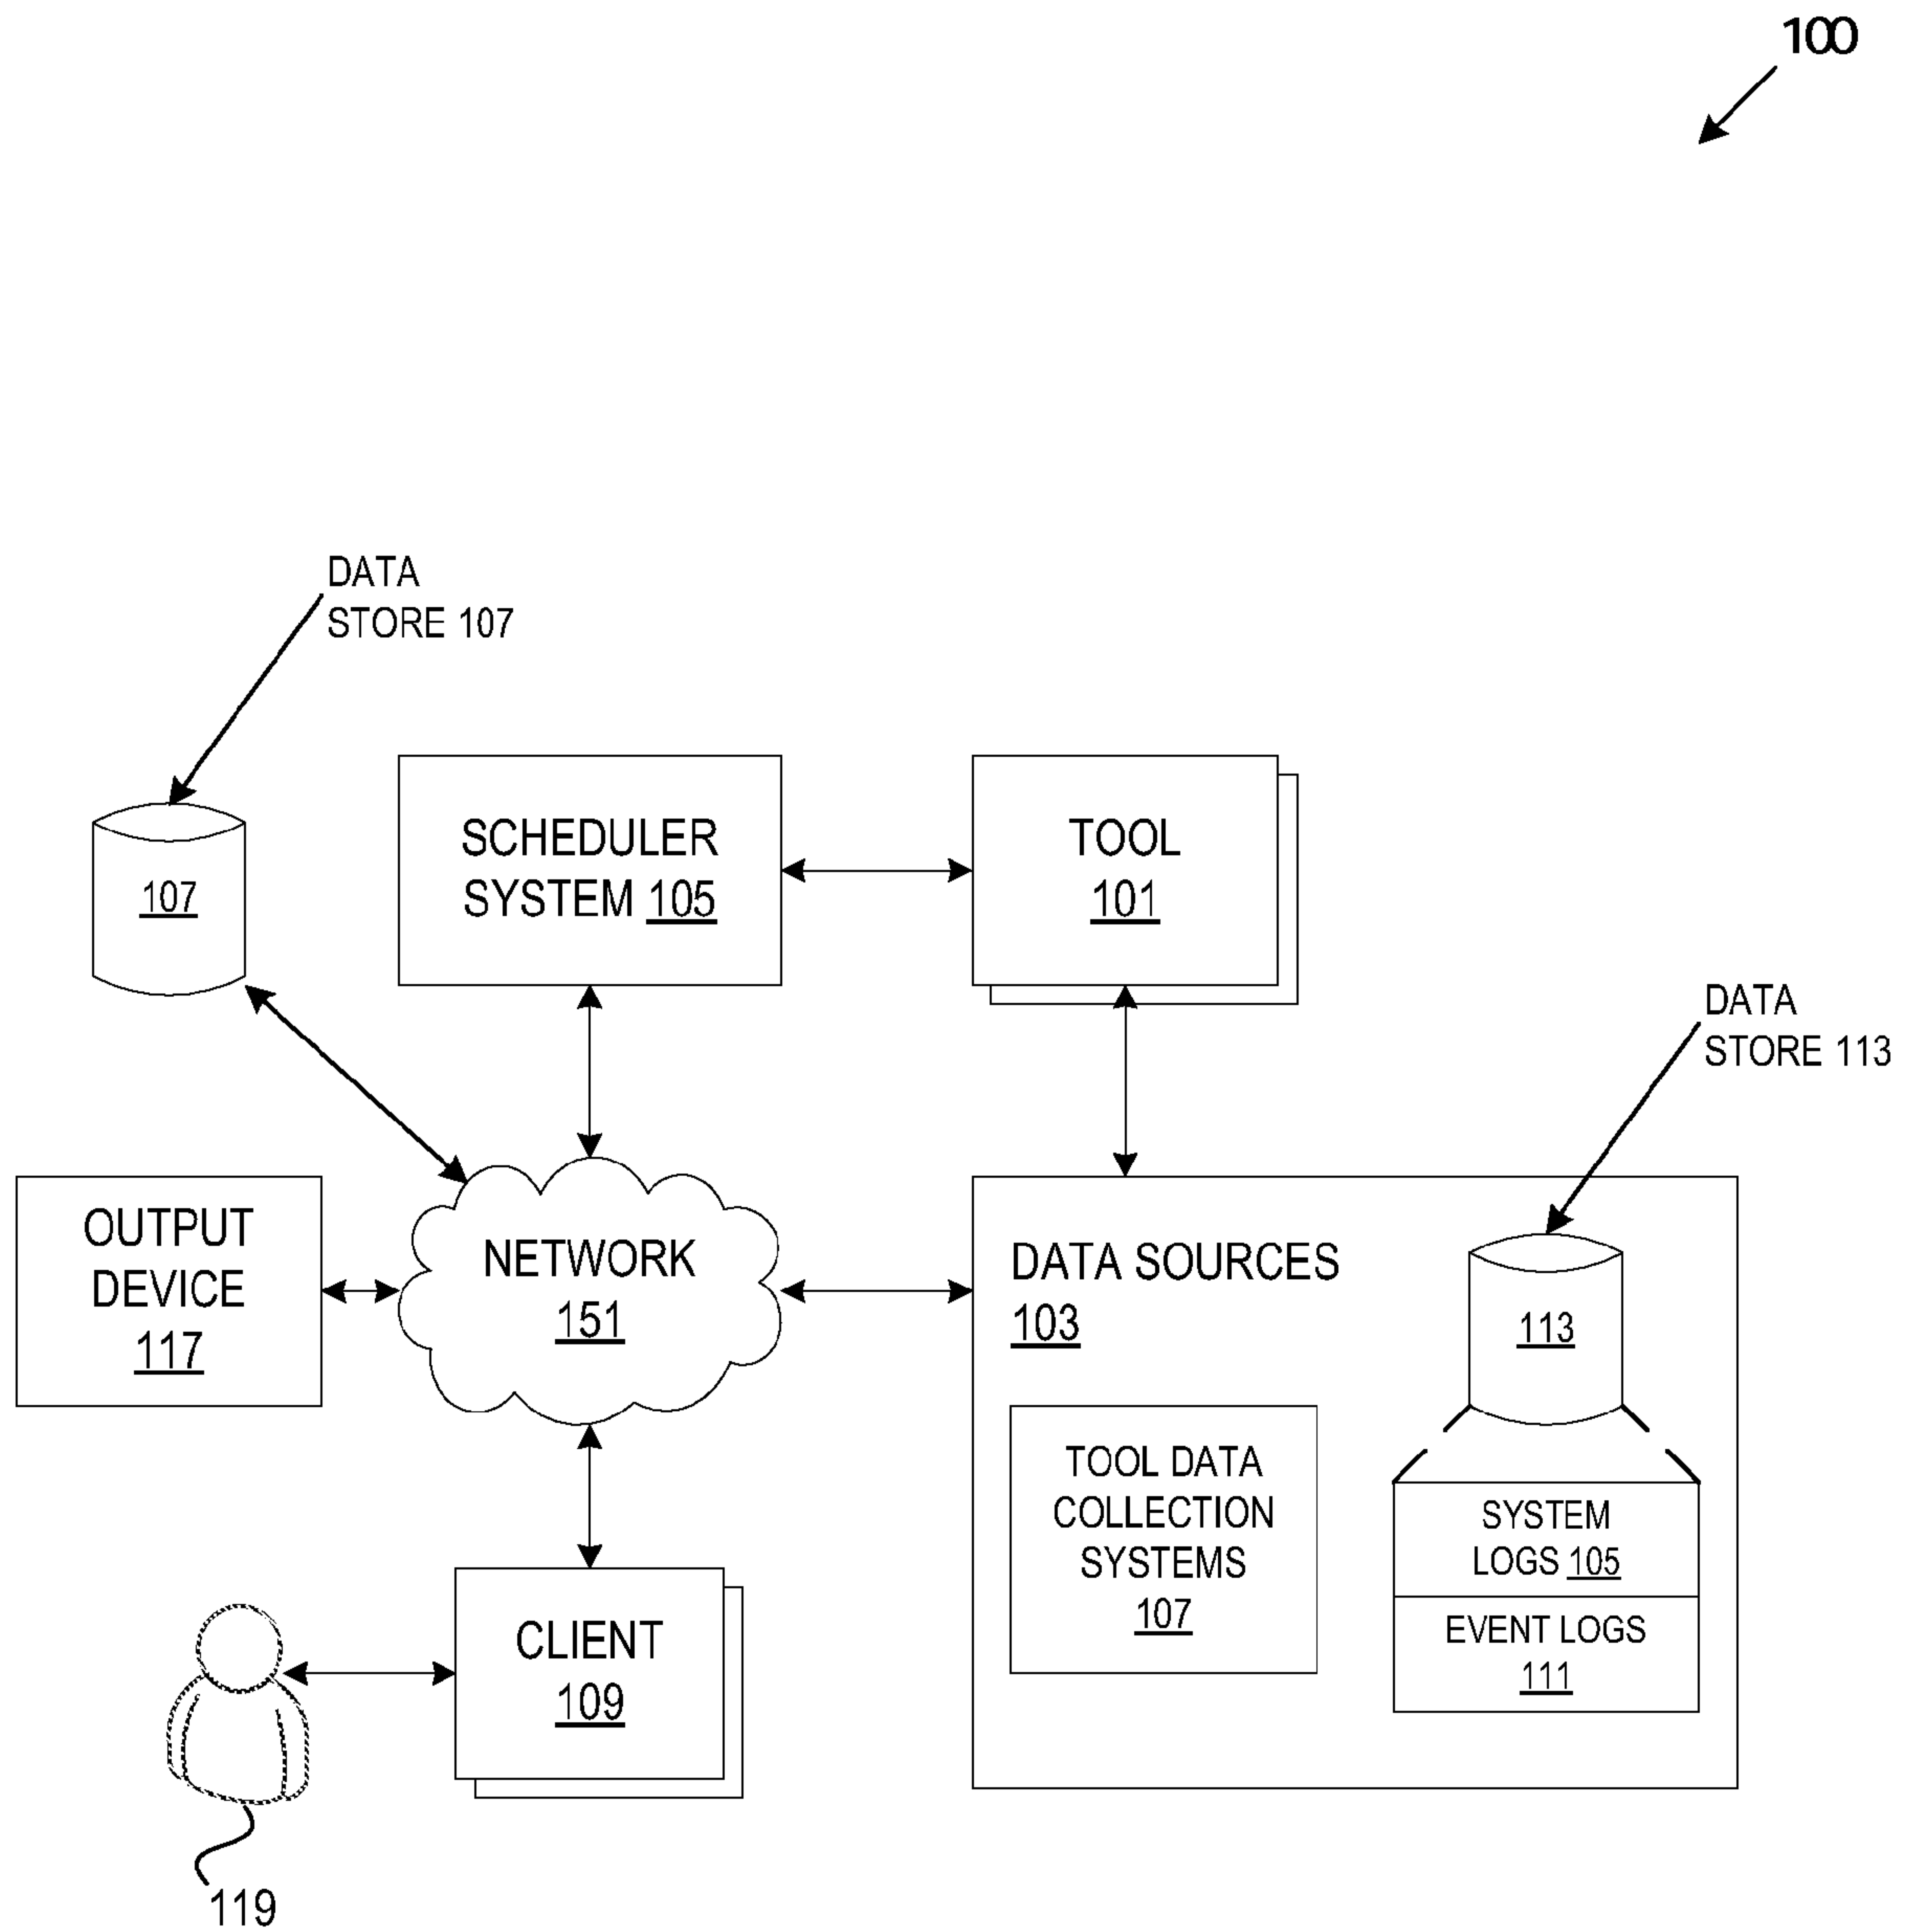 100
DATA
STORE 107
107
SCHEDULER
SYSTEM 105
TOOL
101
DATA
STORE 113
OUTPUT
DEVICE
117
NETWORK
151
DATA SOURCES
103
113
TOOL DATA
COLLECTION
SYSTEMS
107
SYSTEM
LOGS 105
EVENT LOGS
111
CLIENT
109
119